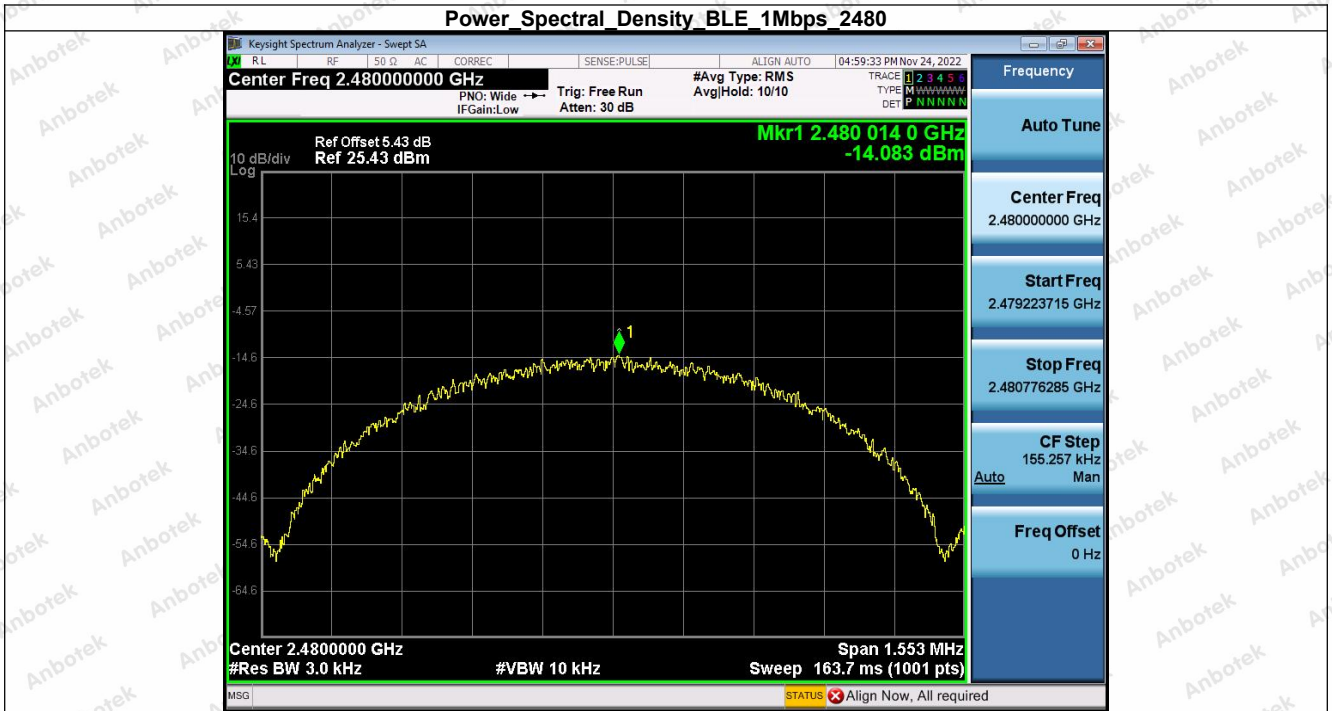 Power_Spectral_Density_BLE_1Mbps_2480
Keysight Spectrum Analyzer - Swept SA
LXI RL RF 50 Ω AC CORREC SENSE:PULSE ALIGN AUTO 04:59:33 PM Nov 24, 2022
Center Freq 2.480000000 GHz
PNO: Wide
IFGain:Low
Trig: Free Run
Atten: 30 dB
#Avg Type: RMS
Avg|Hold: 10/10
TRACE 1 2 3 4 5 6
TYPE M WWWWW
DET P N N N N N
Ref Offset 5.43 dB
10 dB/div Ref 25.43 dBm
Log
Mkr1 2.480 014 0 GHz
-14.083 dBm
15.4
5.43
-4.57
-14.6
-24.6
-34.6
-44.6
-54.6
-64.6
1
Center 2.4800000 GHz Span 1.553 MHz
#Res BW 3.0 kHz #VBW 10 kHz Sweep 163.7 ms (1001 pts)
MSG STATUS Align Now, All required
Frequency
Auto Tune
Center Freq
2.480000000 GHz
Start Freq
2.479223715 GHz
Stop Freq
2.480776285 GHz
CF Step
155.257 kHz
Auto Man
Freq Offset
0 Hz
Anbotek